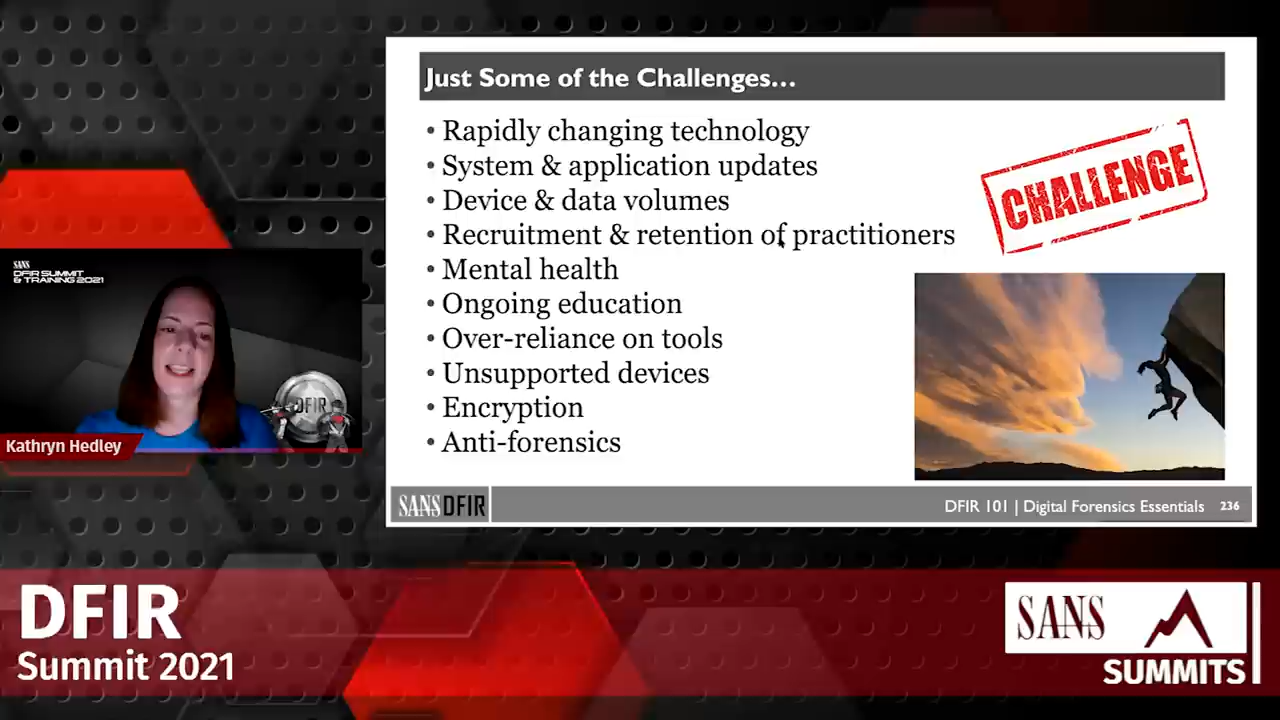 Just Some of the Challenges...
• Rapidly changing technology
• System & application updates
• Device & data volumes
• Recruitment & retention of practitioners
• Mental health
• Ongoing education
• Over-reliance on tools
• Unsupported devices
• Encryption
• Anti-forensics
CHALLENGE
SANS DFIR
DFIR 101 | Digital Forensics Essentials 236
SANS
DFIR SUMMIT
& TRAINING 2021
DFIR
Kathryn Hedley
DFIR
Summit 2021
SANS
SUMMITS